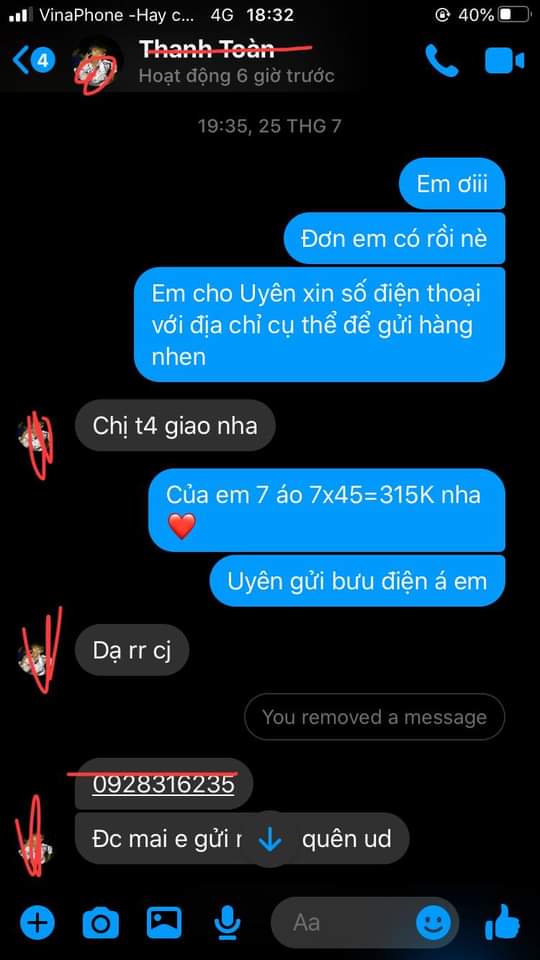 VinaPhone -Hay c... 4G 18:32 40%
4
Thanh Toàn
Hoạt động 6 giờ trước
19:35, 25 THG 7
Em ơiii
Đơn em có rồi nè
Em cho Uyên xin số điện thoại
với địa chỉ cụ thể để gửi hàng
nhen
Chị t4 giao nha
Của em 7 áo 7x45=315K nha
❤️
Uyên gửi bưu điện á em
Dạ rr cj
You removed a message
0928316235
Đc mai e gửi quên ud
Aa